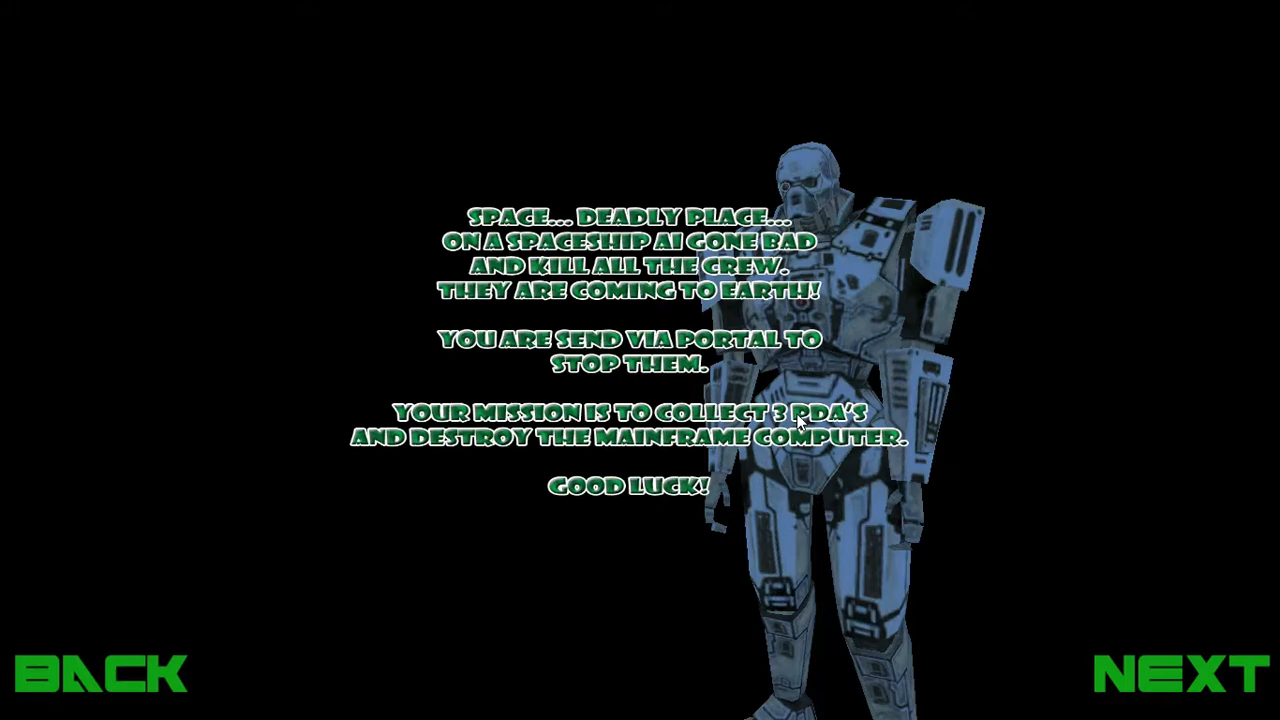 SPACE... DEADLY PLACE...
ON A SPACESHIP AI GONE BAD
AND KILL ALL THE CREW.
THEY ARE COMING TO EARTH!
YOU ARE SEND VIA PORTAL TO
STOP THEM.
YOUR MISSION IS TO COLLECT 3 PDA'S
AND DESTROY THE MAINFRAME COMPUTER.
GOOD LUCK!
BACK
NEXT